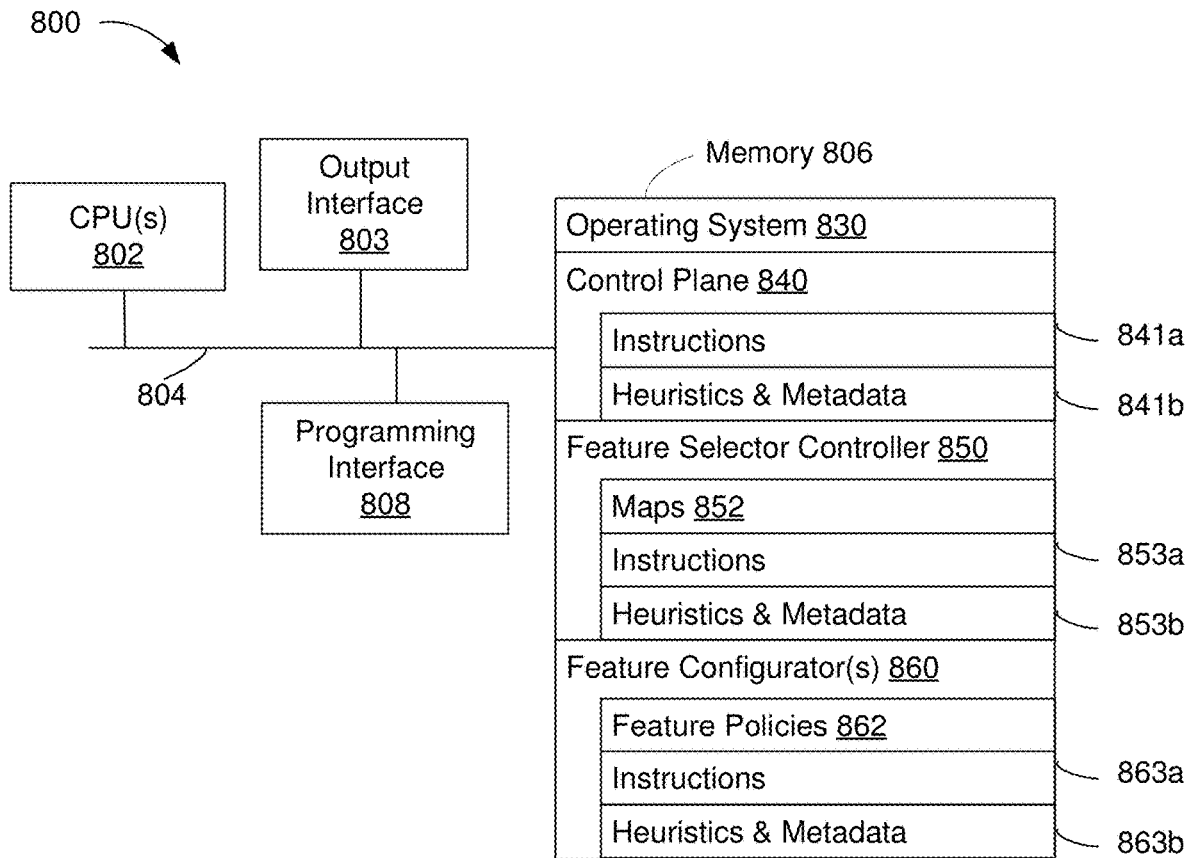 800
Memory 806
Output
Interface
803
CPU(s)
802
804
Programming
Interface
808
Operating System 830
Control Plane 840
Instructions
841a
Heuristics & Metadata
841b
Feature Selector Controller 850
Maps 852
Instructions
853a
Heuristics & Metadata
853b
Feature Configurator(s) 860
Feature Policies 862
Instructions
863a
Heuristics & Metadata
863b